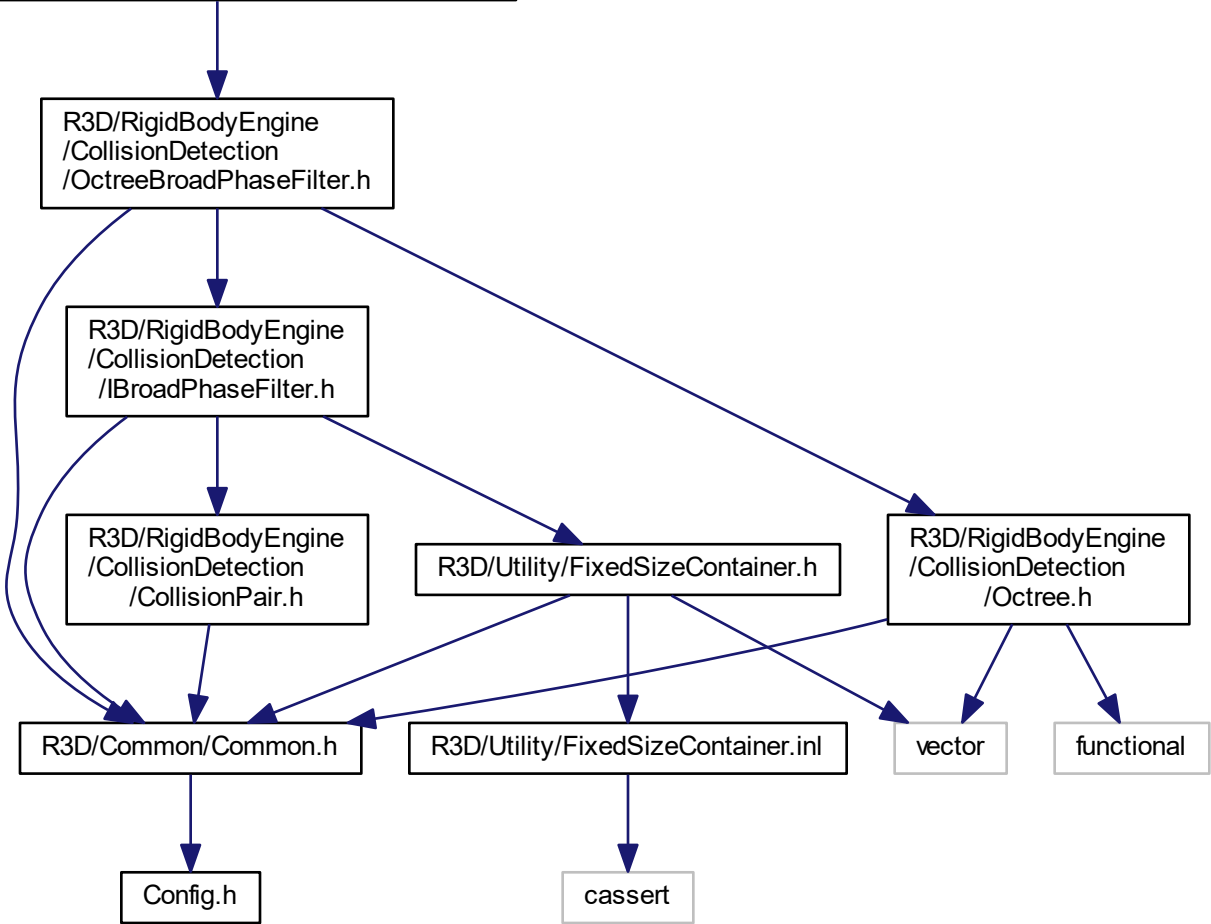 R3D/RigidBodyEngine
/CollisionDetection
/OctreeBroadPhaseFilter.h
R3D/RigidBodyEngine
/CollisionDetection
/IBroadPhaseFilter.h
R3D/RigidBodyEngine
/CollisionDetection
/CollisionPair.h
R3D/Utility/FixedSizeContainer.h
R3D/RigidBodyEngine
/CollisionDetection
/Octree.h
R3D/Common/Common.h
R3D/Utility/FixedSizeContainer.inl
vector
functional
Config.h
cassert